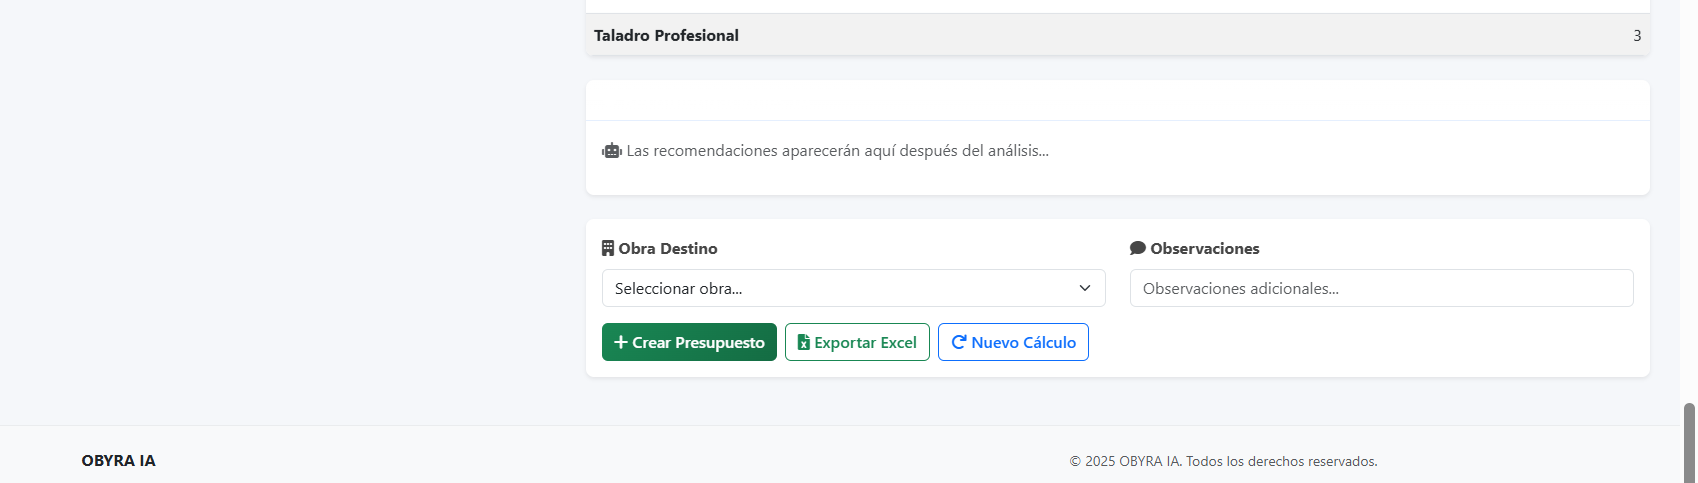 Taladro Profesional 3
Las recomendaciones aparecerán aquí después del análisis...
Obra Destino
Seleccionar obra...
Observaciones
Observaciones adicionales...
Crear Presupuesto
Exportar Excel
Nuevo Cálculo
OBYRA IA
© 2025 OBYRA IA. Todos los derechos reservados.